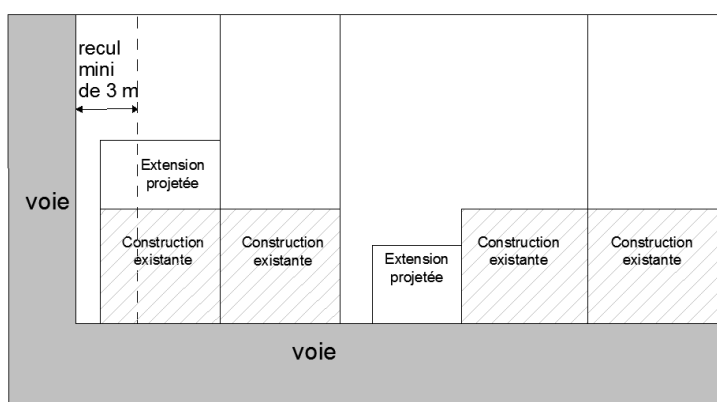 recul
mini
de 3 m
Extension
projetée
voie
Construction
existante
Construction
existante
Extension
projetée
Construction
existante
Construction
existante
voie